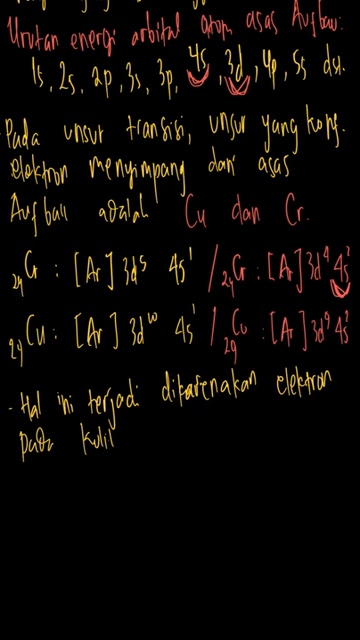 Urutan energi orbital atom asas Aufbau:
1s, 2s, 2p, 3s, 3p, 4s, 3d, 4p, 5s dst.
-Pada unsur transisi, unsur yang konf.
elektron menyimpang dari asas
Aufbau adalah Cu dan Cr.
₂₄Cr : [Ar] 3d⁵ 4s¹ / ₂₄Cr : [Ar] 3d⁴ 4s²
₂₉Cu : [Ar] 3d¹⁰ 4s¹ / ₂₉Cu : [Ar] 3d⁹ 4s²
- Hal ini terjadi dikarenakan elektron
pada kulit